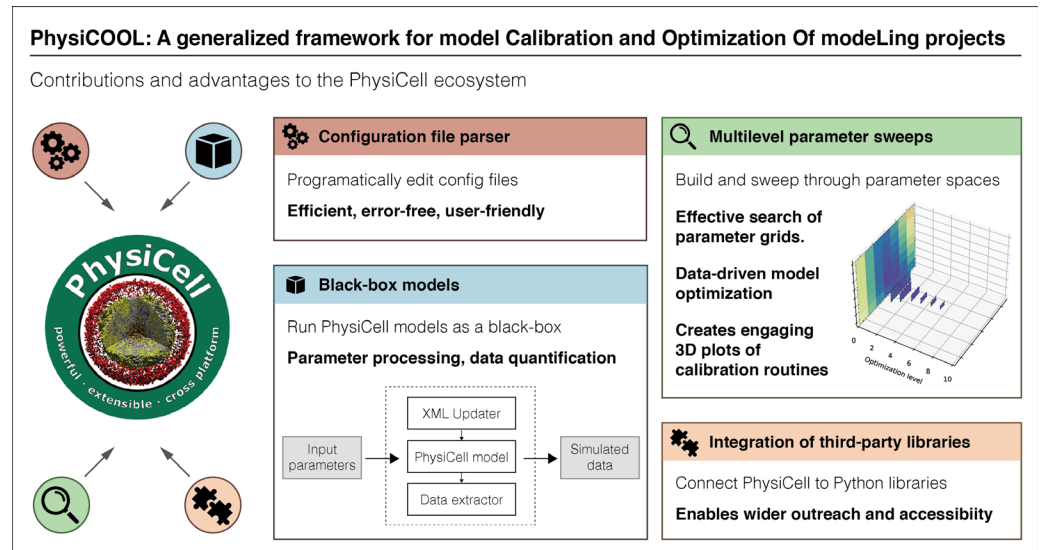 PhysiCOOL: A generalized framework for model Calibration and Optimization Of modeLing projects
Contributions and advantages to the PhysiCell ecosystem
PhysiCell
powerful · extensible · cross platform
Configuration file parser
Programatically edit config files
Efficient, error-free, user-friendly
Black-box models
Run PhysiCell models as a black-box
Parameter processing, data quantification
Input
parameters
XML Updater
PhysiCell model
Data extractor
Simulated
data
Multilevel parameter sweeps
Build and sweep through parameter spaces
Effective search of
parameter grids.
Data-driven model
optimization
Creates engaging
3D plots of
calibration routines
0 2 4 6 8 10
Optimization level
Integration of third-party libraries
Connect PhysiCell to Python libraries
Enables wider outreach and accessibiity